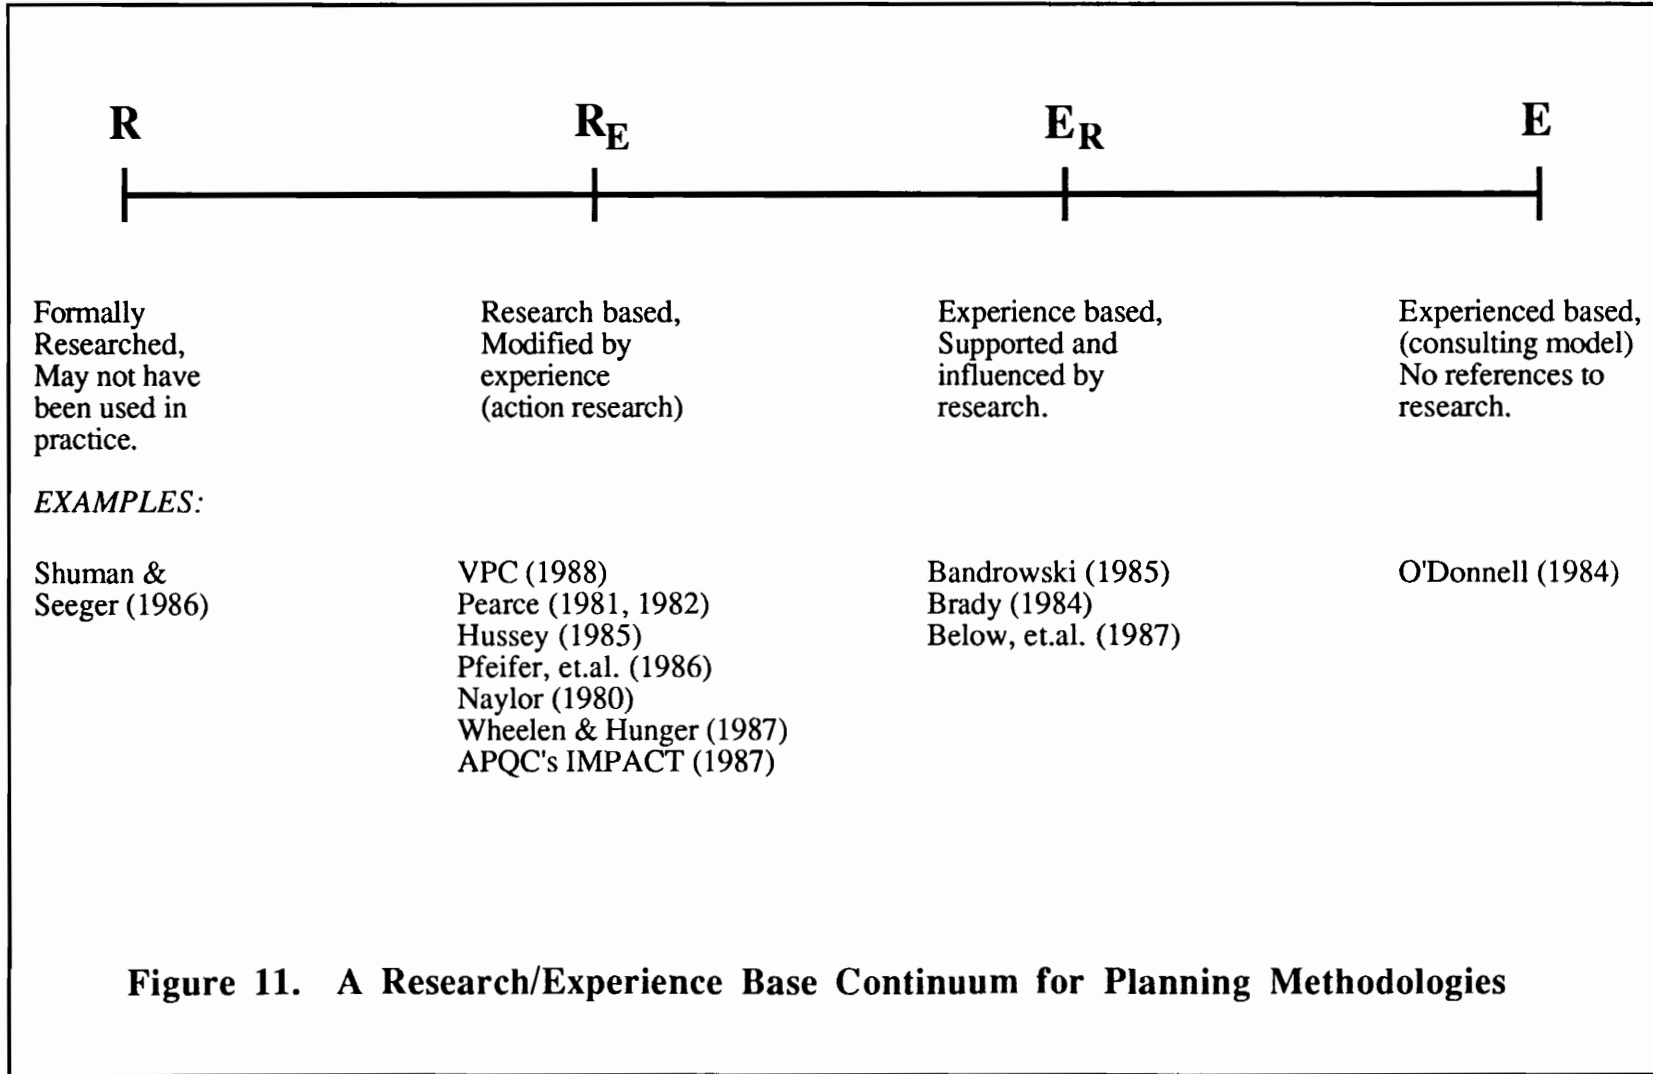 R
R_E
E_R
E
Formally
Researched,
May not have
been used in
practice.
Research based,
Modified by
experience
(action research)
Experience based,
Supported and
influenced by
research.
Experienced based,
(consulting model)
No references to
research.
EXAMPLES:
Shuman &
Seeger (1986)
VPC (1988)
Pearce (1981, 1982)
Hussey (1985)
Pfeifer, et.al. (1986)
Naylor (1980)
Wheelen & Hunger (1987)
APQC's IMPACT (1987)
Bandrowski (1985)
Brady (1984)
Below, et.al. (1987)
O'Donnell (1984)
Figure 11. A Research/Experience Base Continuum for Planning Methodologies